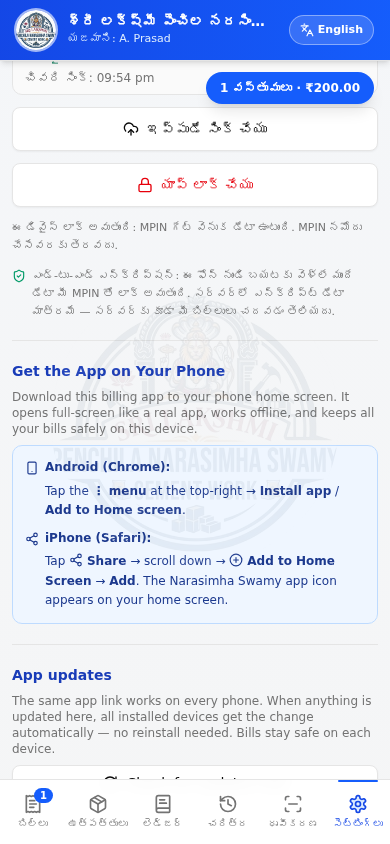 శ్రీ లక్ష్మీ పెంచిల నరసిం...
యజమాని: A. Prasad
English
చివరి సింక్: 09:54 pm
1 వస్తువులు · ₹200.00
ఇప్పుడే సింక్ చేయి
యాప్ లాక్ చేయి
ఈ డివైస్ లాక్ అవుతుంది: MPIN గేట్ వెనుక డేటా ఉంటుంది. MPIN నమోదు
చేసేవరకు తెరవదు.
ఎండ్-టు-ఎండ్ ఎన్‌క్రిప్షన్: ఈ ఫోన్ నుండి బయటకు వెళ్లే ముందే
డేటా మీ MPIN తో లాక్ అవుతుంది. సర్వర్‌లో ఎన్‌క్రిప్ట్ డేటా
మాత్రమే — సర్వర్‌కు కూడా మీ బిల్లులు చదవడం తెలియదు.
Get the App on Your Phone
Download this billing app to your phone home screen. It
opens full-screen like a real app, works offline, and keeps all
your bills safely on this device.
Android (Chrome):
Tap the ⋮ menu at the top-right → Install app /
Add to Home screen.
iPhone (Safari):
Tap Share → scroll down → Add to Home
Screen → Add. The Narasimha Swamy app icon
appears on your home screen.
App updates
The same app link works on every phone. When anything is
updated here, all installed devices get the change
automatically — no reinstall needed. Bills stay safe on each
device.
1
బిల్లు
ఉత్పత్తులు
లెడ్జర్
చరిత్ర
ధృవీకరణ
సెట్టింగ్‌లు